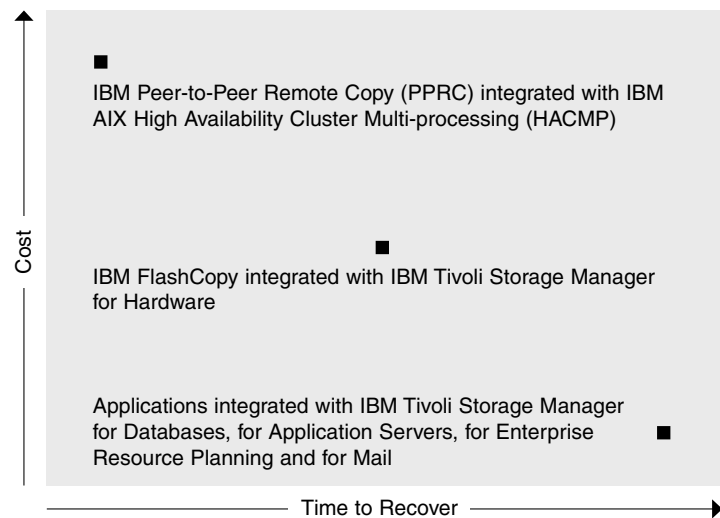 IBM Peer-to-Peer Remote Copy (PPRC) integrated with IBM
AIX High Availability Cluster Multi-processing (HACMP)
Cost
IBM FlashCopy integrated with IBM Tivoli Storage Manager
for Hardware
Applications integrated with IBM Tivoli Storage Manager
for Databases, for Application Servers, for Enterprise
Resource Planning and for Mail
Time to Recover